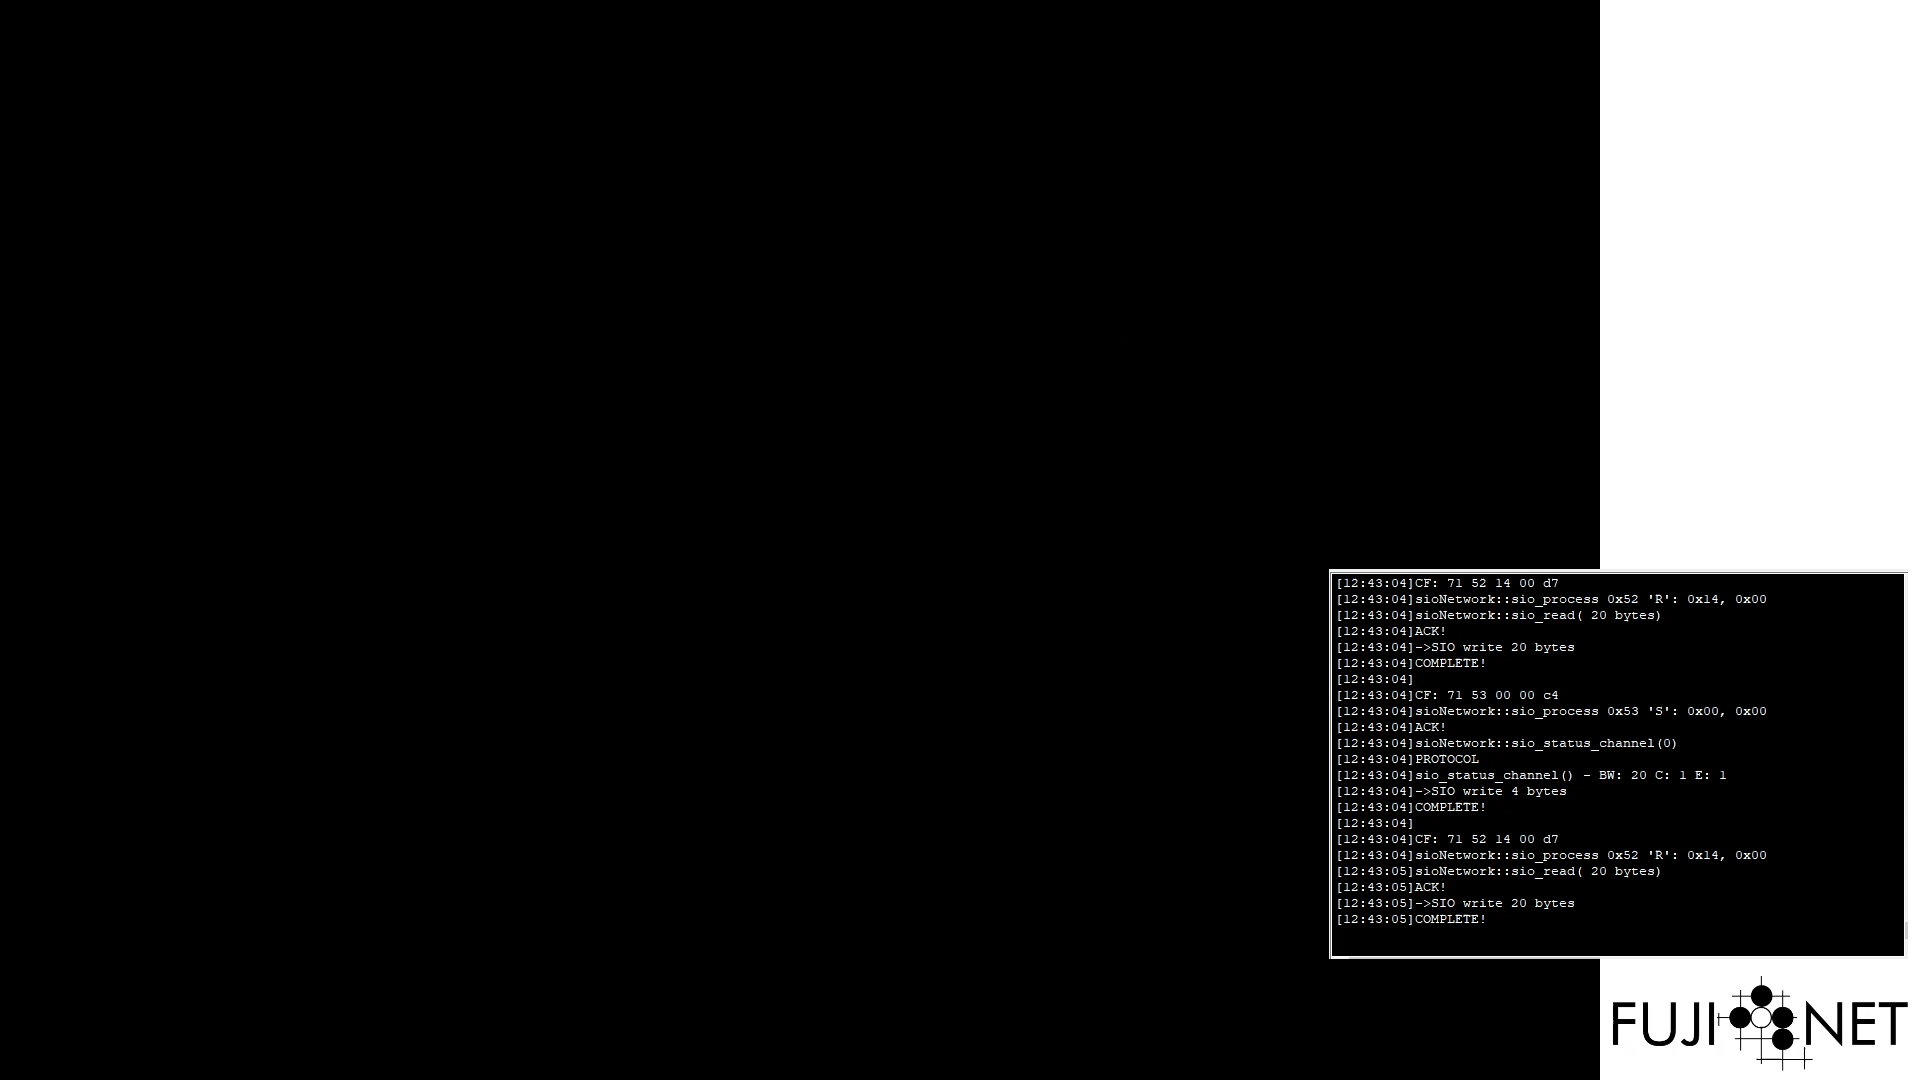 [12:43:04]CF: 71 52 14 00 d7
[12:43:04]sioNetwork::sio_process 0x52 'R': 0x14, 0x00
[12:43:04]sioNetwork::sio_read( 20 bytes)
[12:43:04]ACK!
[12:43:04]->SIO write 20 bytes
[12:43:04]COMPLETE!
[12:43:04]
[12:43:04]CF: 71 53 00 00 c4
[12:43:04]sioNetwork::sio_process 0x53 'S': 0x00, 0x00
[12:43:04]ACK!
[12:43:04]sioNetwork::sio_status_channel(0)
[12:43:04]PROTOCOL
[12:43:04]sio_status_channel() - BW: 20 C: 1 E: 1
[12:43:04]->SIO write 4 bytes
[12:43:04]COMPLETE!
[12:43:04]
[12:43:04]CF: 71 52 14 00 d7
[12:43:04]sioNetwork::sio_process 0x52 'R': 0x14, 0x00
[12:43:05]sioNetwork::sio_read( 20 bytes)
[12:43:05]ACK!
[12:43:05]->SIO write 20 bytes
[12:43:05]COMPLETE!
FUJI NET